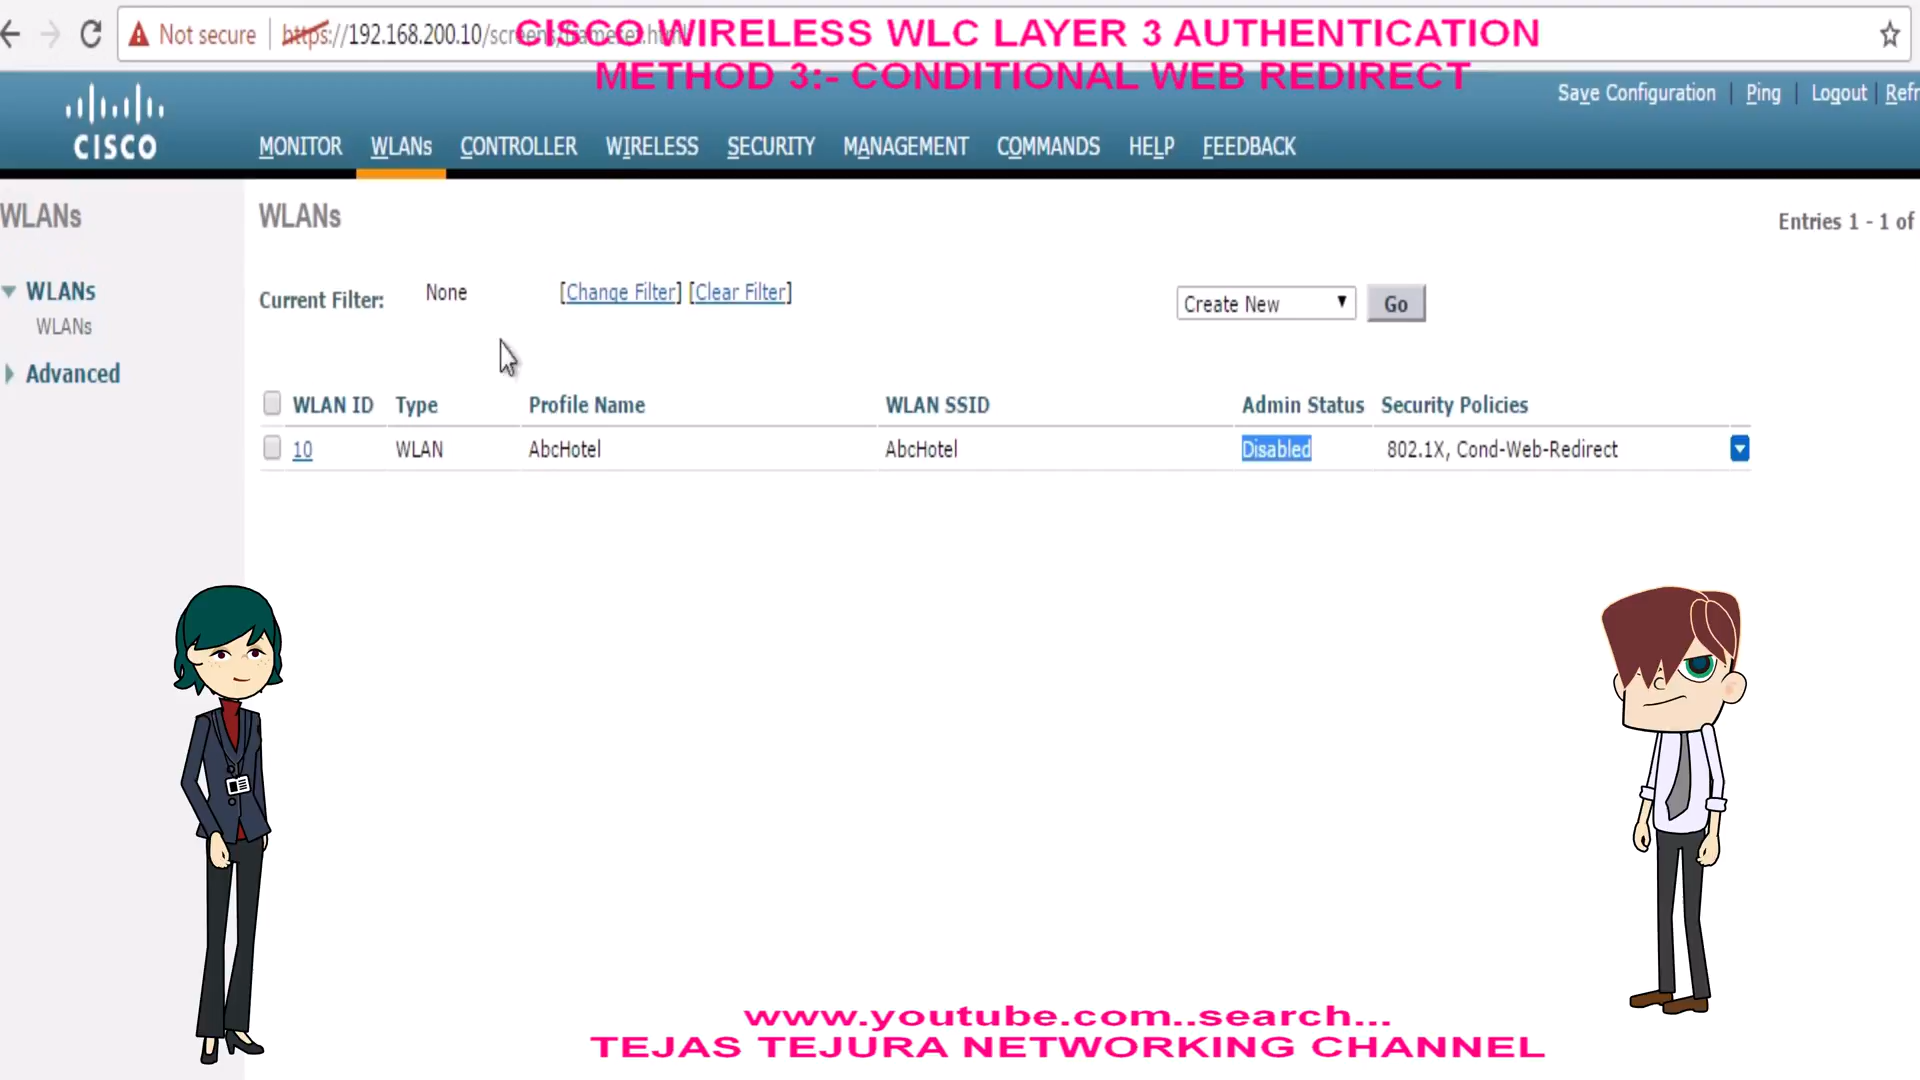 CISCO WIRELESS WLC LAYER 3 AUTHENTICATION
METHOD 3:- CONDITIONAL WEB REDIRECT
Not secure https://192.168.200.10/
Save Configuration Ping Logout Refr
CISCO
MONITOR WLANs CONTROLLER WIRELESS SECURITY MANAGEMENT COMMANDS HELP FEEDBACK
WLANs
WLANs
Advanced
WLANs
WLANs Entries 1 - 1 of
Current Filter: None [Change Filter] [Clear Filter] Create New Go
WLAN ID Type Profile Name WLAN SSID Admin Status Security Policies
10 WLAN AbcHotel AbcHotel Disabled 802.1X, Cond-Web-Redirect
www.youtube.com..search...
TEJAS TEJURA NETWORKING CHANNEL